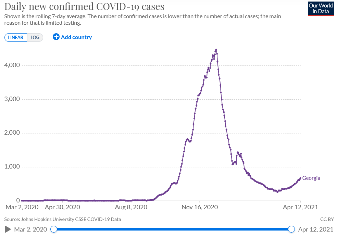 Daily new confirmed COVID-19 cases
Our World
in Data
Shown is the rolling 7-day average. The number of confirmed cases is lower than the number of actual cases; the main
reason for that is limited testing.
LINEAR LOG
Add country
4,000
3,000
2,000
1,000
0
Georgia
Mar 2, 2020 Apr 30, 2020 Aug 8, 2020 Nov 16, 2020 Apr 12, 2021
Source: Johns Hopkins University CSSE COVID-19 Data
CC BY
Mar 2, 2020
Apr 12, 2021